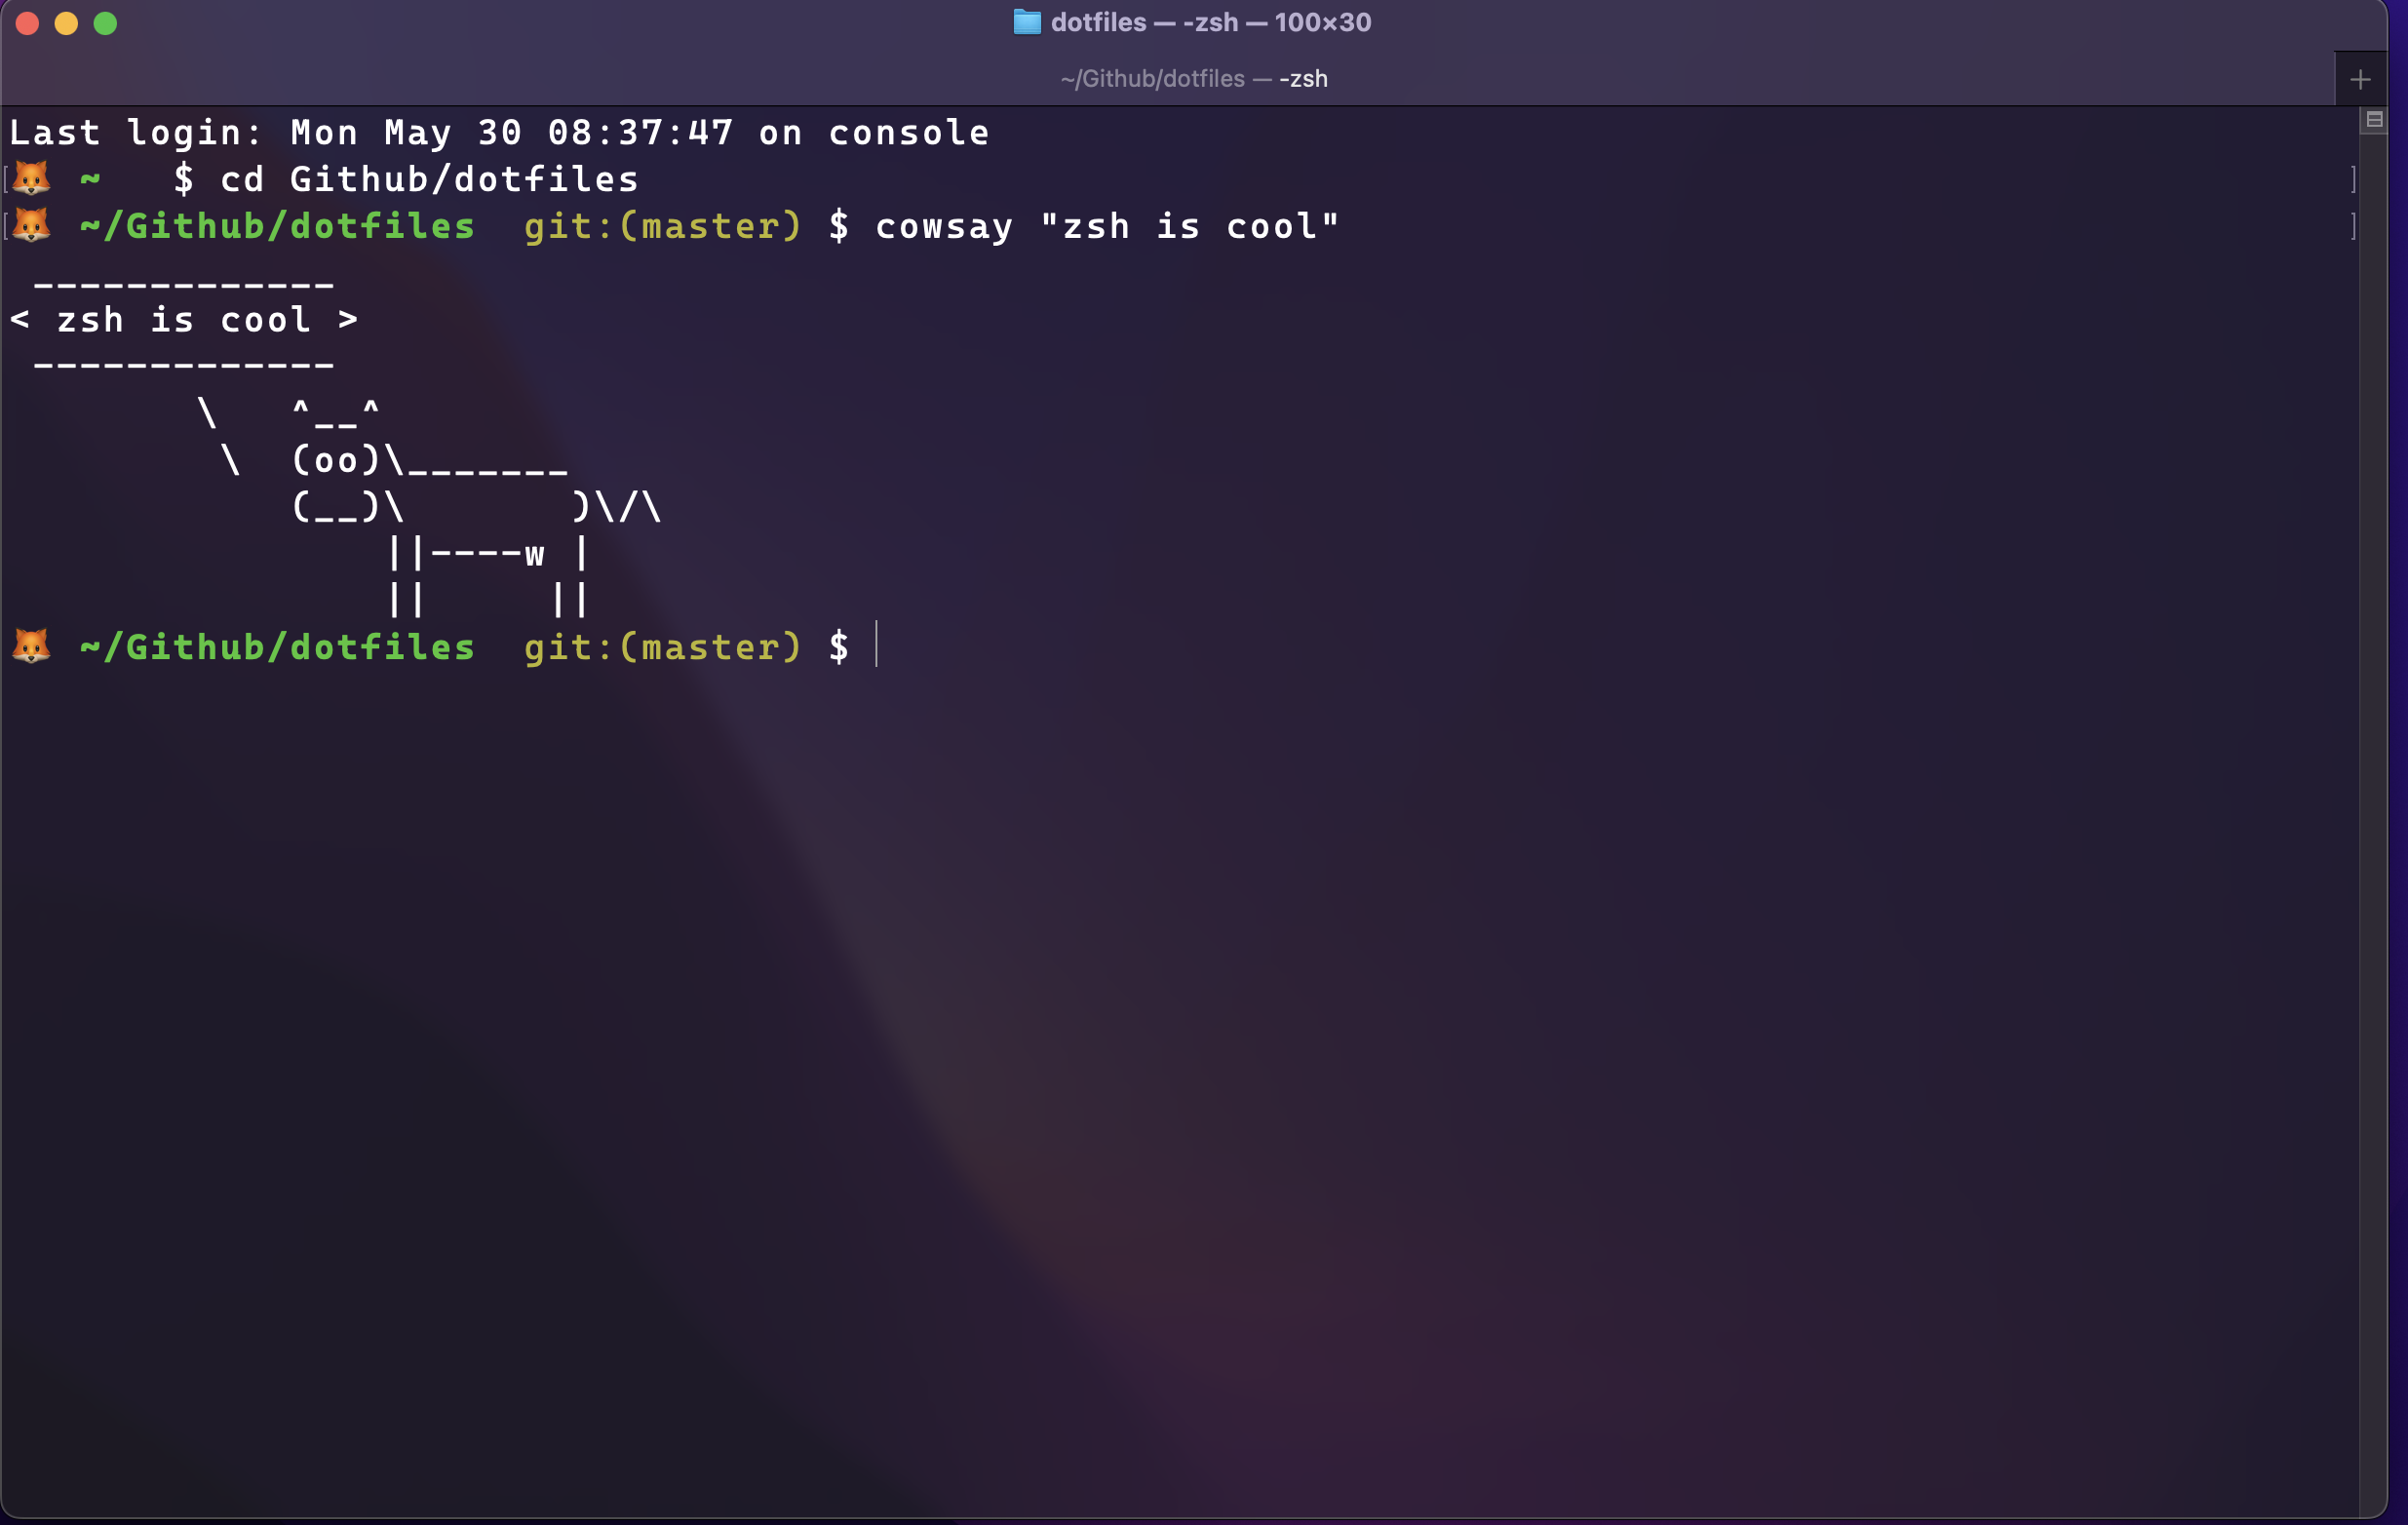 dotfiles — -zsh — 100×30
~/Github/dotfiles — -zsh
Last login: Mon May 30 08:37:47 on console
🦊 ~   $ cd Github/dotfiles
🦊 ~/Github/dotfiles  git:(master) $ cowsay "zsh is cool"
 _____________
< zsh is cool >
 -------------
        \   ^__^
         \  (oo)\_______
            (__)\       )\/\
                ||----w |
                ||     ||
🦊 ~/Github/dotfiles  git:(master) $